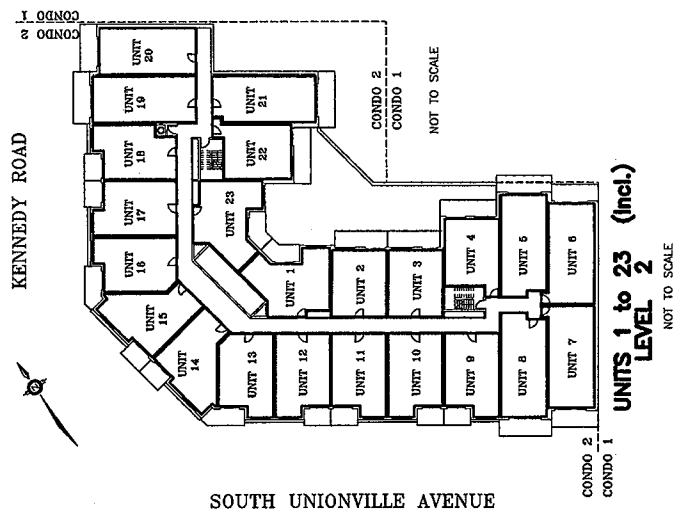 CONDO 1
CONDO 2
UNIT 20
UNIT 19
UNIT 21
UNIT 18
UNIT 22
UNIT 17
UNIT 23
UNIT 16
UNIT 15
UNIT 14
UNIT 13
UNIT 12
UNIT 11
UNIT 10
UNIT 9
UNIT 8
UNIT 7
UNIT 1
UNIT 2
UNIT 3
UNIT 4
UNIT 5
UNIT 6
CONDO 2
CONDO 1
NOT TO SCALE
KENNEDY ROAD
UNITS 1 to 23 (Incl.)
LEVEL 2
NOT TO SCALE
CONDO 2
CONDO 1
SOUTH UNIONVILLE AVENUE